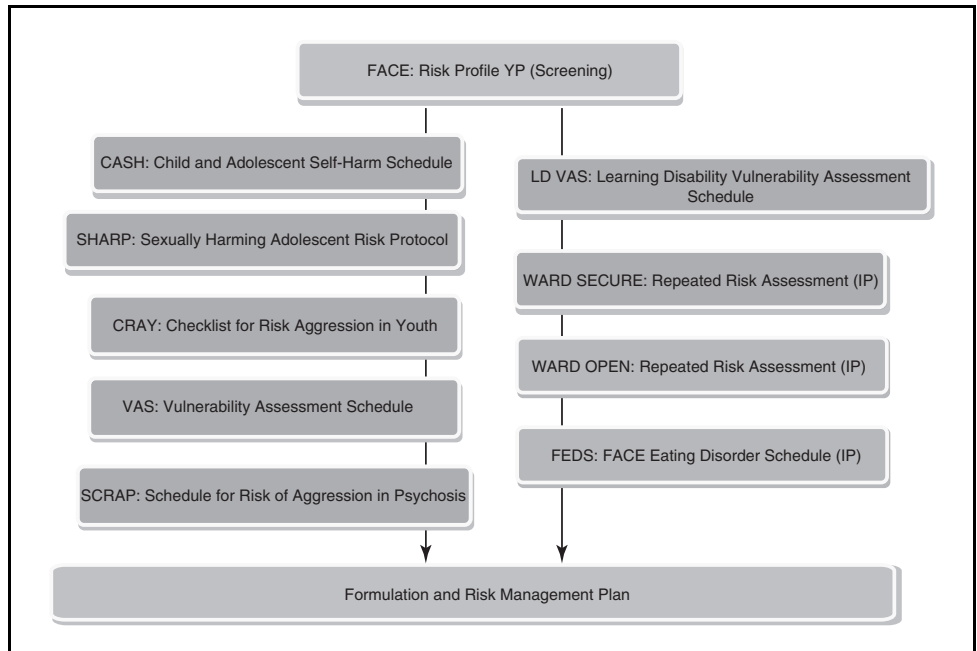 FACE: Risk Profile YP (Screening)
CASH: Child and Adolescent Self-Harm Schedule
SHARP: Sexually Harming Adolescent Risk Protocol
CRAY: Checklist for Risk Aggression in Youth
VAS: Vulnerability Assessment Schedule
SCRAP: Schedule for Risk of Aggression in Psychosis
LD VAS: Learning Disability Vulnerability Assessment
Schedule
WARD SECURE: Repeated Risk Assessment (IP)
WARD OPEN: Repeated Risk Assessment (IP)
FEDS: FACE Eating Disorder Schedule (IP)
Formulation and Risk Management Plan